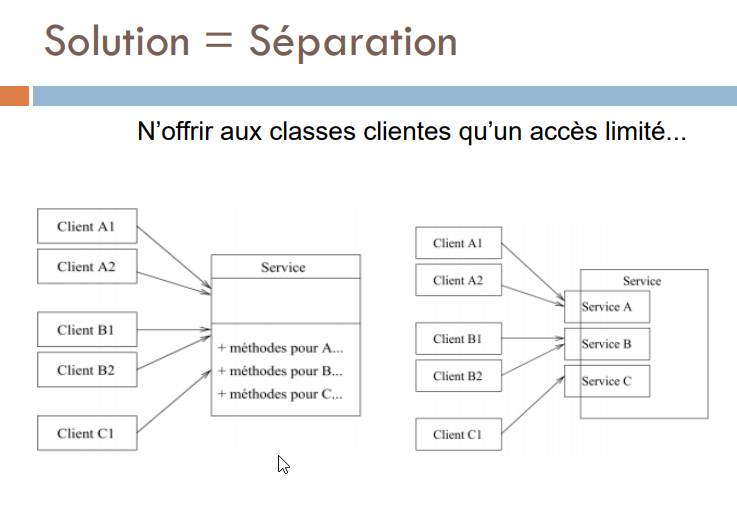 Solution = Séparation
N'offrir aux classes clientes qu'un accès limité...
Client A1
Client A2
Client B1
Client B2
Client C1
Service
+ méthodes pour A...
+ méthodes pour B...
+ méthodes pour C...
Client A1
Client A2
Client B1
Client B2
Client C1
Service
Service A
Service B
Service C